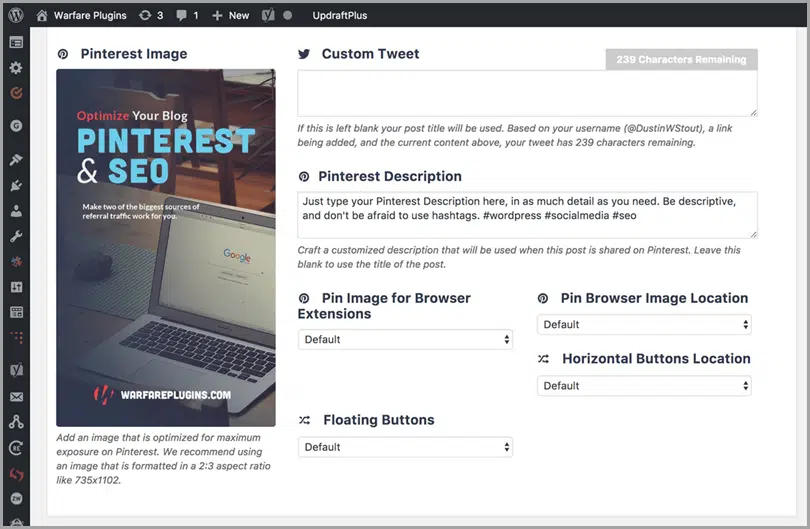 Warfare Plugins 3 1 New UpdraftPlus
Pinterest Image
Optimize Your Blog
PINTEREST
& SEO
Make two of the biggest sources of
referral traffic work for you.
Google
WARFAREPLUGINS.COM
Add an image that is optimized for maximum
exposure on Pinterest. We recommend using
an image that is formatted in a 2:3 aspect ratio
like 735x1102.
Custom Tweet
239 Characters Remaining
If this is left blank your post title will be used. Based on your username (@DustinWStout), a link
being added, and the current content above, your tweet has 239 characters remaining.
Pinterest Description
Just type your Pinterest Description here, in as much detail as you need. Be descriptive,
and don't be afraid to use hashtags. #wordpress #socialmedia #seo
Craft a customized description that will be used when this post is shared on Pinterest. Leave this
blank to use the title of the post.
Pin Image for Browser
Extensions
Default
Pin Browser Image Location
Default
Horizontal Buttons Location
Default
Floating Buttons
Default